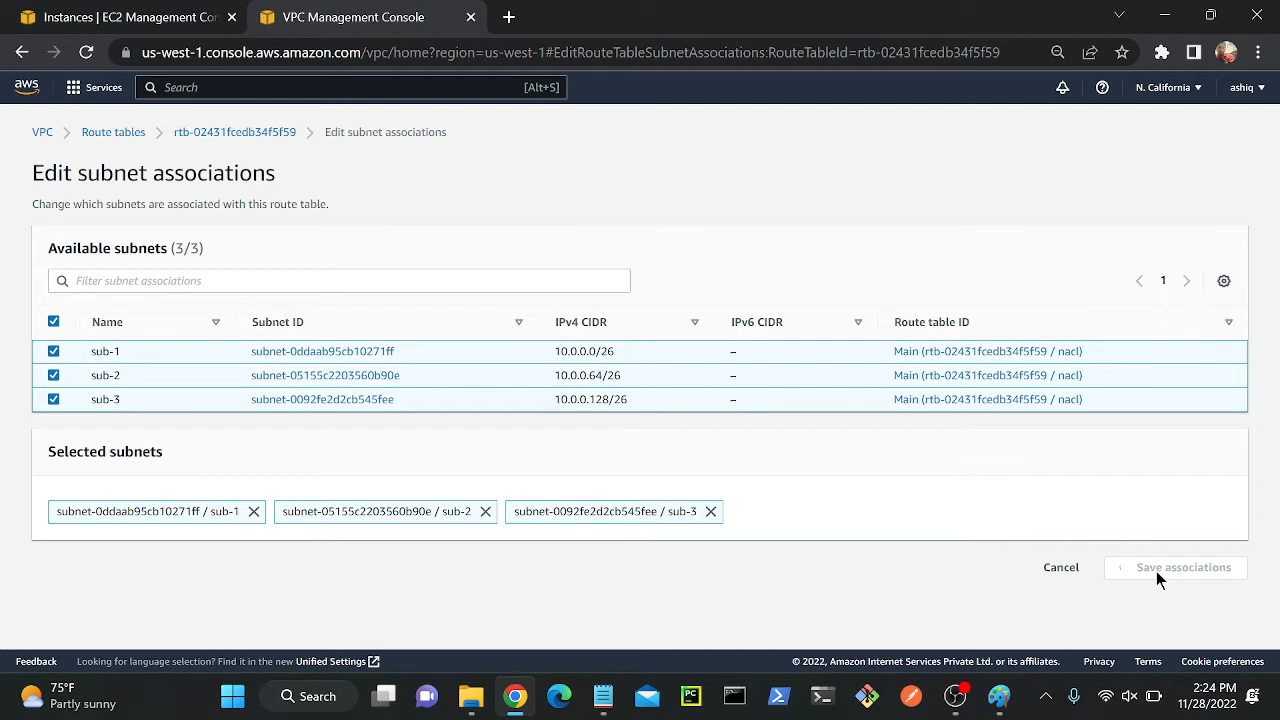 Instances | EC2 Management Con
VPC Management Console
us-west-1.console.aws.amazon.com/vpc/home?region=us-west-1#EditRouteTableSubnetAssociations:RouteTableId=rtb-02431fcedb34f5f59
aws
Services
Search
[Alt+S]
N. California
ashiq
VPC
Route tables
rtb-02431fcedb34f5f59
Edit subnet associations
Edit subnet associations
Change which subnets are associated with this route table.
Available subnets (3/3)
Filter subnet associations
1
Name Subnet ID IPv4 CIDR IPv6 CIDR Route table ID
sub-1 subnet-0ddaab95cb10271ff 10.0.0.0/26 – Main (rtb-02431fcedb34f5f59 / nacl)
sub-2 subnet-05155c2203560b90e 10.0.0.64/26 – Main (rtb-02431fcedb34f5f59 / nacl)
sub-3 subnet-0092fe2d2cb545fee 10.0.0.128/26 – Main (rtb-02431fcedb34f5f59 / nacl)
Selected subnets
subnet-0ddaab95cb10271ff / sub-1
subnet-05155c2203560b90e / sub-2
subnet-0092fe2d2cb545fee / sub-3
Cancel
Save associations
Feedback
Looking for language selection? Find it in the new Unified Settings
© 2022, Amazon Internet Services Private Ltd. or its affiliates.
Privacy
Terms
Cookie preferences
75°F
Partly sunny
Search
PC
2:24 PM
11/28/2022